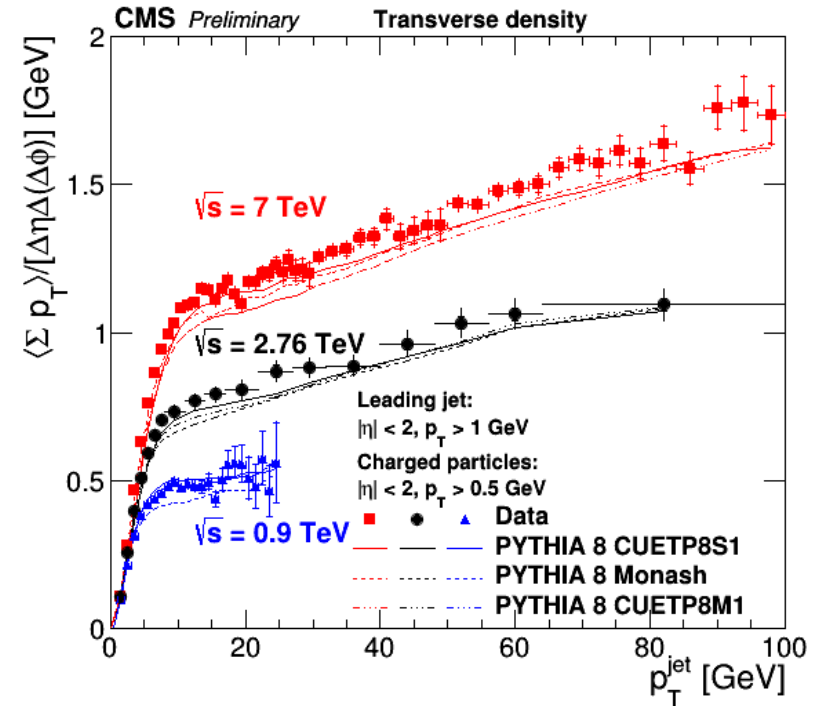 CMS Preliminary Transverse density
⟨Σ p_T⟩/[ΔηΔ(Δϕ)] [GeV]
2
1.5
1
0.5
0
√s = 7 TeV
√s = 2.76 TeV
√s = 0.9 TeV
Leading jet:
|η| < 2, p_T > 1 GeV
Charged particles:
|η| < 2, p_T > 0.5 GeV
Data
PYTHIA 8 CUETP8S1
PYTHIA 8 Monash
PYTHIA 8 CUETP8M1
0 20 40 60 80 100
p_T^jet [GeV]